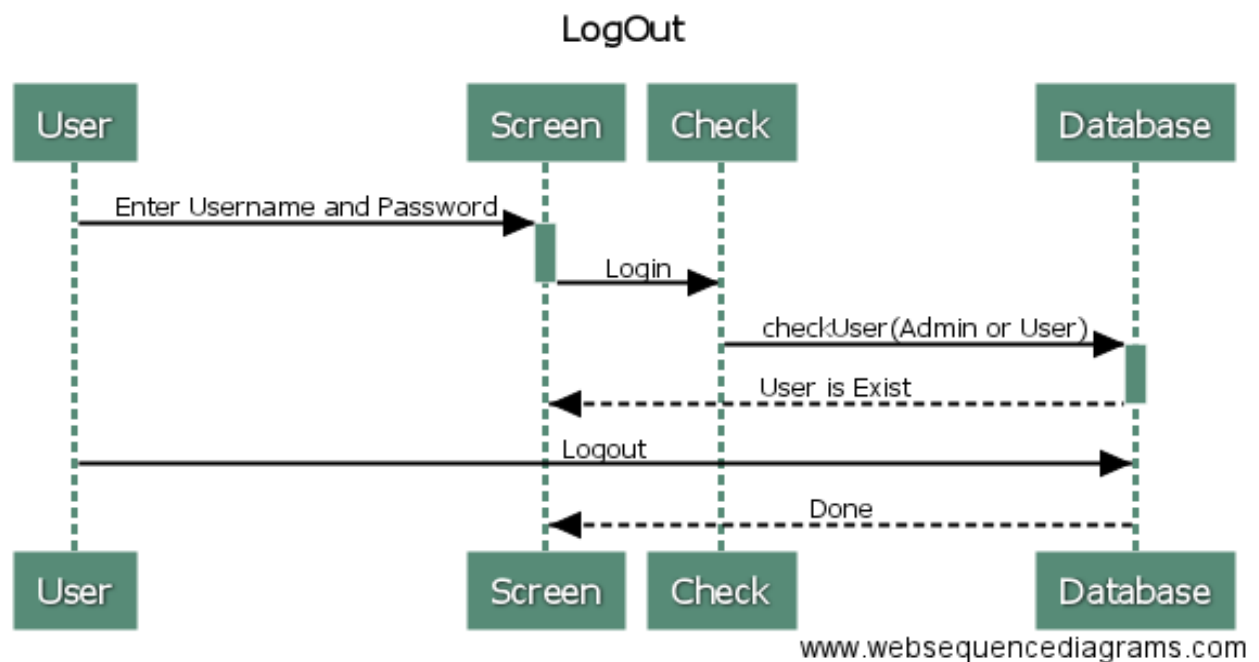 LogOut
User Screen Check Database
Enter Username and Password
Login
checkUser(Admin or User)
User is Exist
Logout
Done
User Screen Check Database
www.websequencediagrams.com